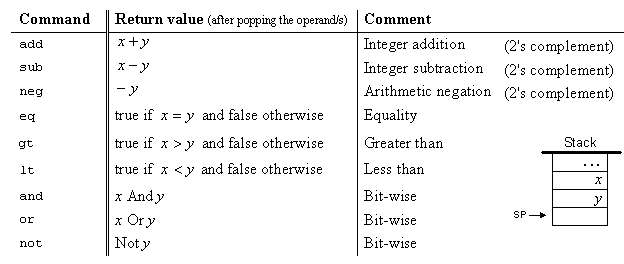 Command Return value (after popping the operand/s) Comment
add x + y Integer addition (2's complement)
sub x − y Integer subtraction (2's complement)
neg − y Arithmetic negation (2's complement)
eq true if x = y and false otherwise Equality
gt true if x > y and false otherwise Greater than
lt true if x < y and false otherwise Less than
and x And y Bit-wise
or x Or y Bit-wise
not Not y Bit-wise
Stack
...
x
y
SP